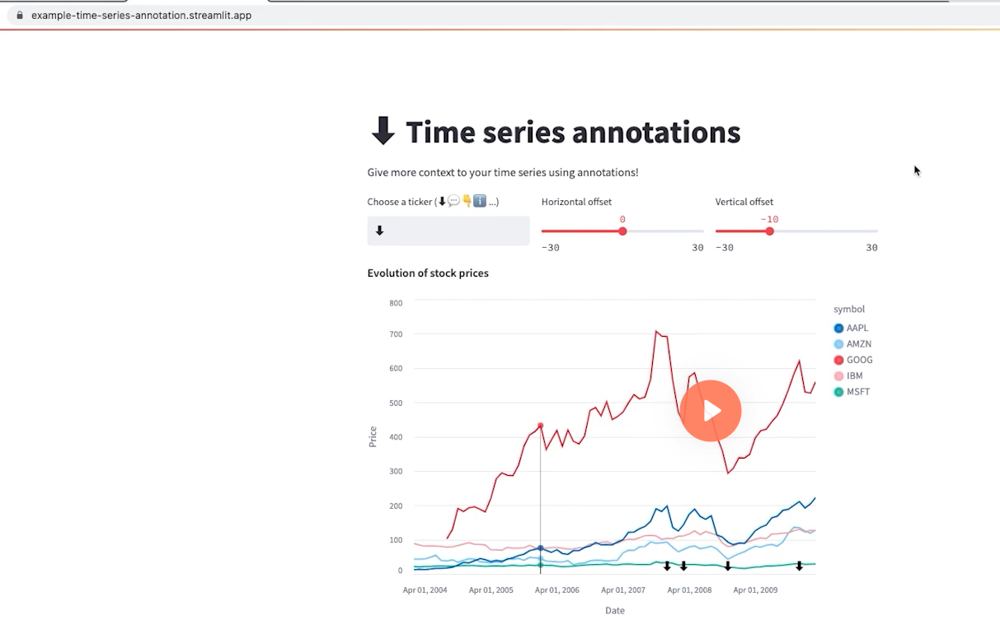 example-time-series-annotation.streamlit.app
⬇ Time series annotations
Give more context to your time series using annotations!
Choose a ticker (⬇💬👇ℹ️ ...)
Horizontal offset
Vertical offset
⬇
0
-10
-30
30
-30
30
Evolution of stock prices
800
700
600
500
400
300
200
100
0
Price
Apr 01, 2004
Apr 01, 2005
Apr 01, 2006
Apr 01, 2007
Apr 01, 2008
Apr 01, 2009
Date
symbol
AAPL
AMZN
GOOG
IBM
MSFT